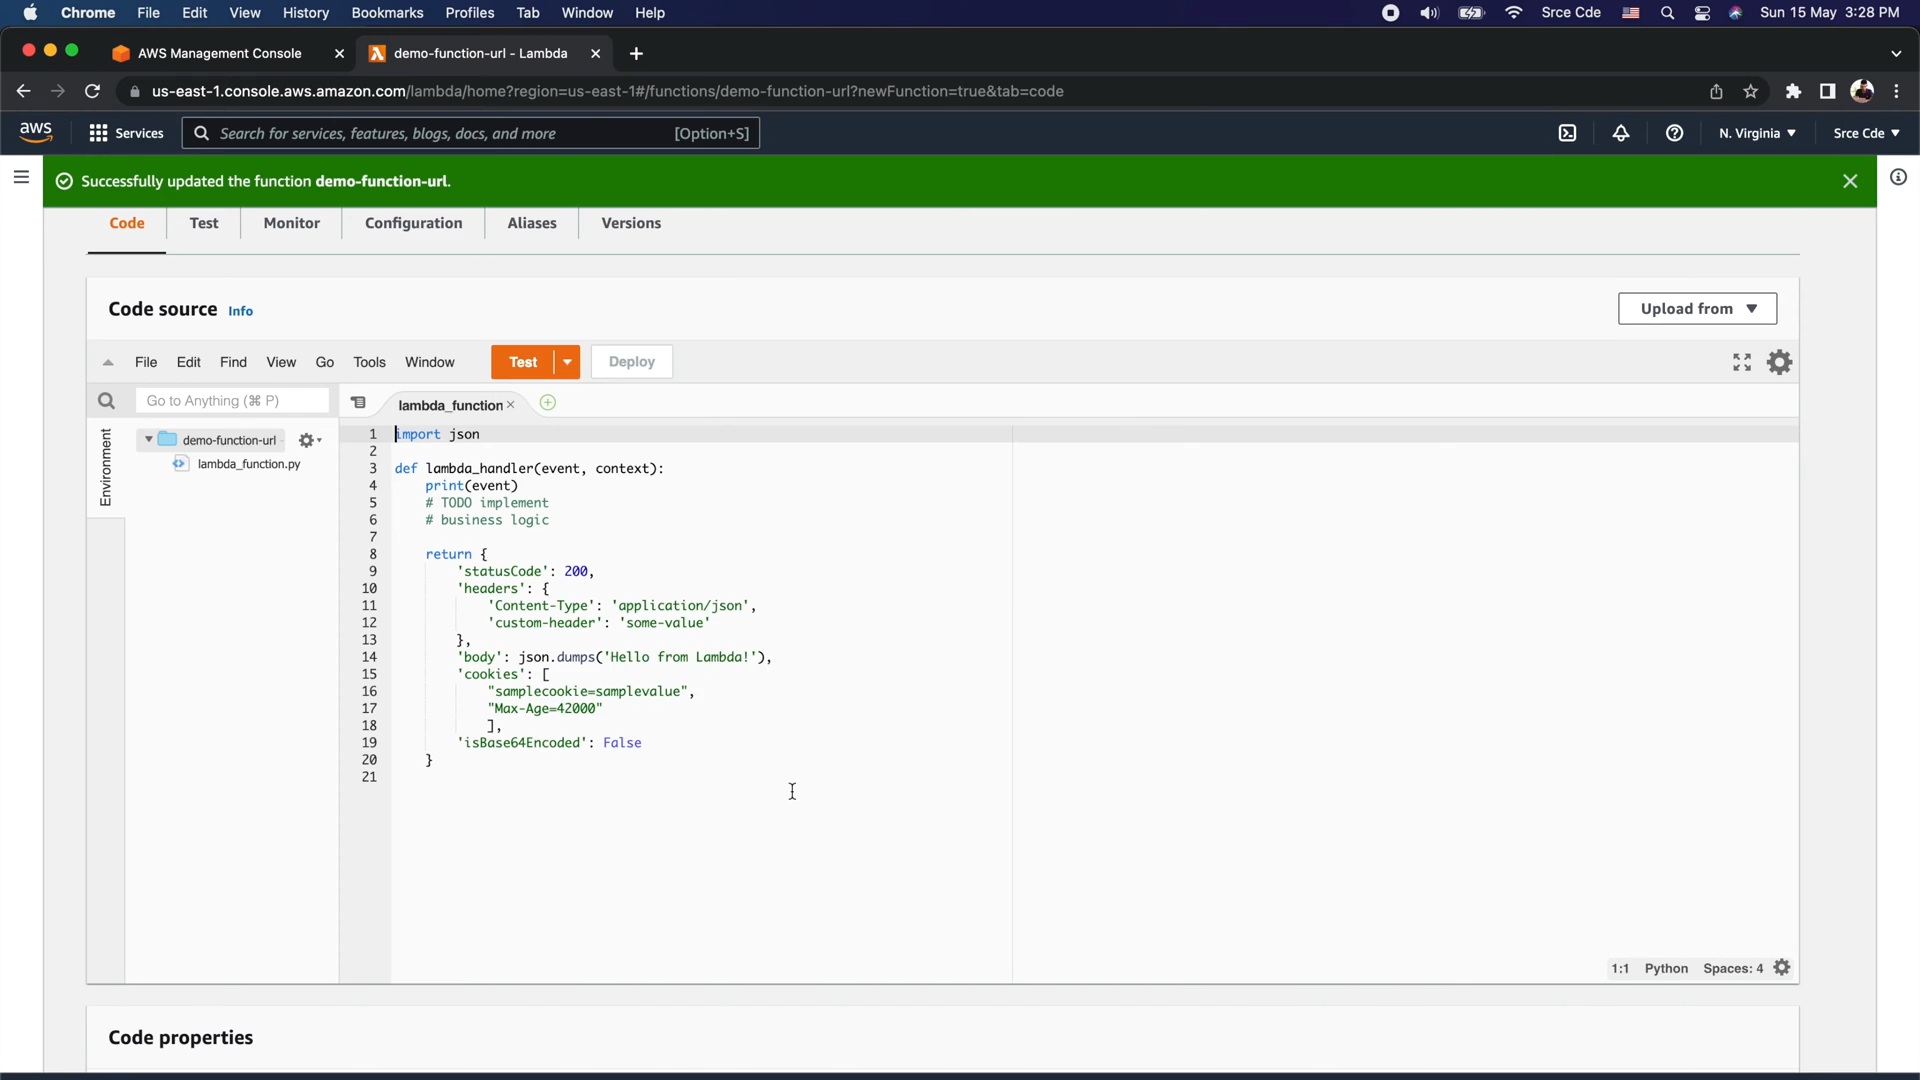 Chrome File Edit View History Bookmarks Profiles Tab Window Help Srce Cde Sun 15 May 3:28 PM
AWS Management Console × demo-function-url - Lambda × +
us-east-1.console.aws.amazon.com/lambda/home?region=us-east-1#/functions/demo-function-url?newFunction=true&tab=code
aws Services Search for services, features, blogs, docs, and more [Option+S] N. Virginia ▼ Srce Cde ▼
Successfully updated the function demo-function-url.
Code Test Monitor Configuration Aliases Versions
Code source Info Upload from ▼
File Edit Find View Go Tools Window Test Deploy
Go to Anything (⌘ P) lambda_function ×
Environment
demo-function-url
lambda_function.py
1 import json
2
3 def lambda_handler(event, context):
4 print(event)
5 # TODO implement
6 # business logic
7
8 return {
9 'statusCode': 200,
10 'headers': {
11 'Content-Type': 'application/json',
12 'custom-header': 'some-value'
13 },
14 'body': json.dumps('Hello from Lambda!'),
15 'cookies': [
16 "samplecookie=samplevalue",
17 "Max-Age=42000"
18 ],
19 'isBase64Encoded': False
20 }
21
1:1 Python Spaces: 4
Code properties